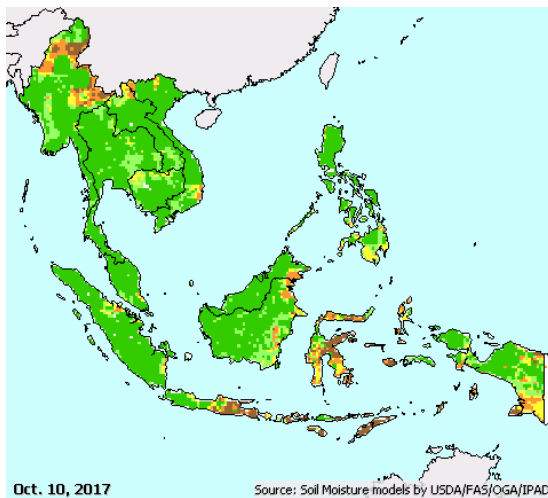 Oct. 10, 2017
Source: Soil Moisture models by USDA/FAS/OGA/IPAD